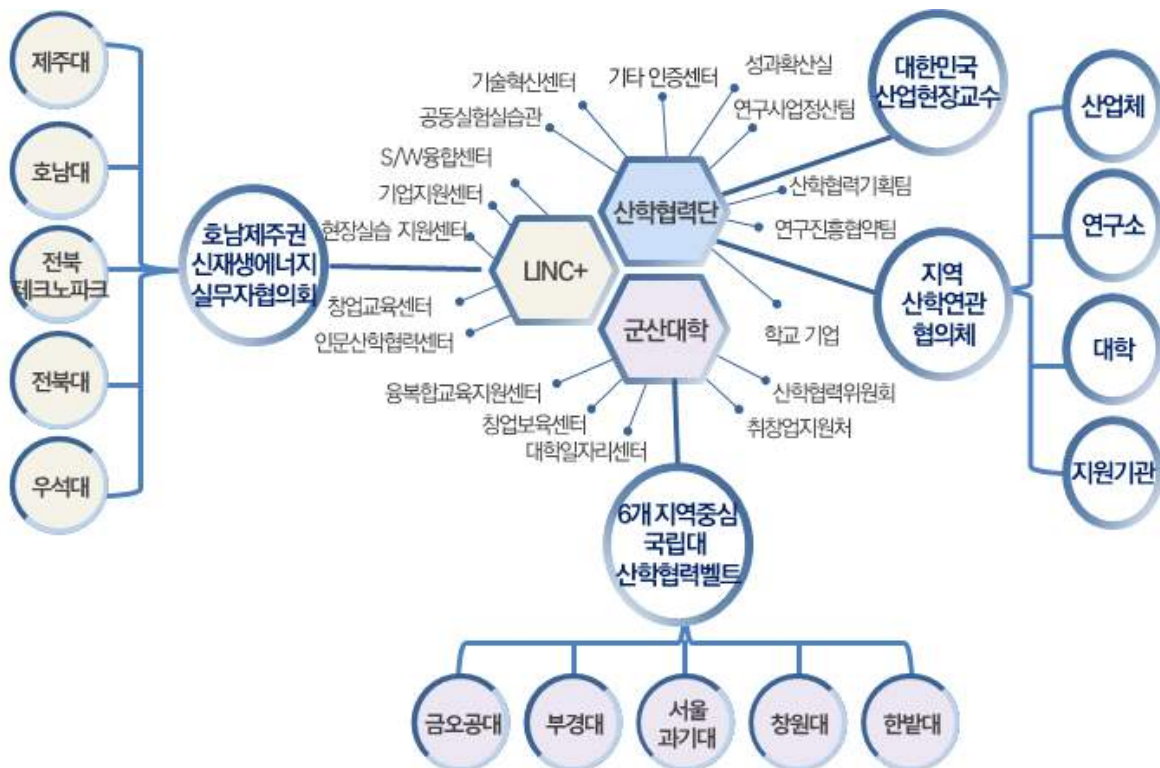 제주대
호남대
전북
테크노파크
전북대
우석대
호남제주권
신재생에너지
실무자협의회
기술혁신센터
공동실험실습관
S/W융합센터
기업지원센터
현장실습 지원센터
창업교육센터
인문산학협력센터
LINC+
기타 인증센터
성과확산실
연구사업정산팀
산학협력단
산학협력기획팀
연구진흥협약팀
학교 기업
군산대학
융복합교육지원센터
창업보육센터
대학일자리센터
산학협력위원회
취창업지원처
대한민국
산업현장교수
지역
산학연관
협의체
산업체
연구소
대학
지원기관
6개 지역중심
국립대
산학협력벨트
금오공대
부경대
서울
과기대
창원대
한밭대